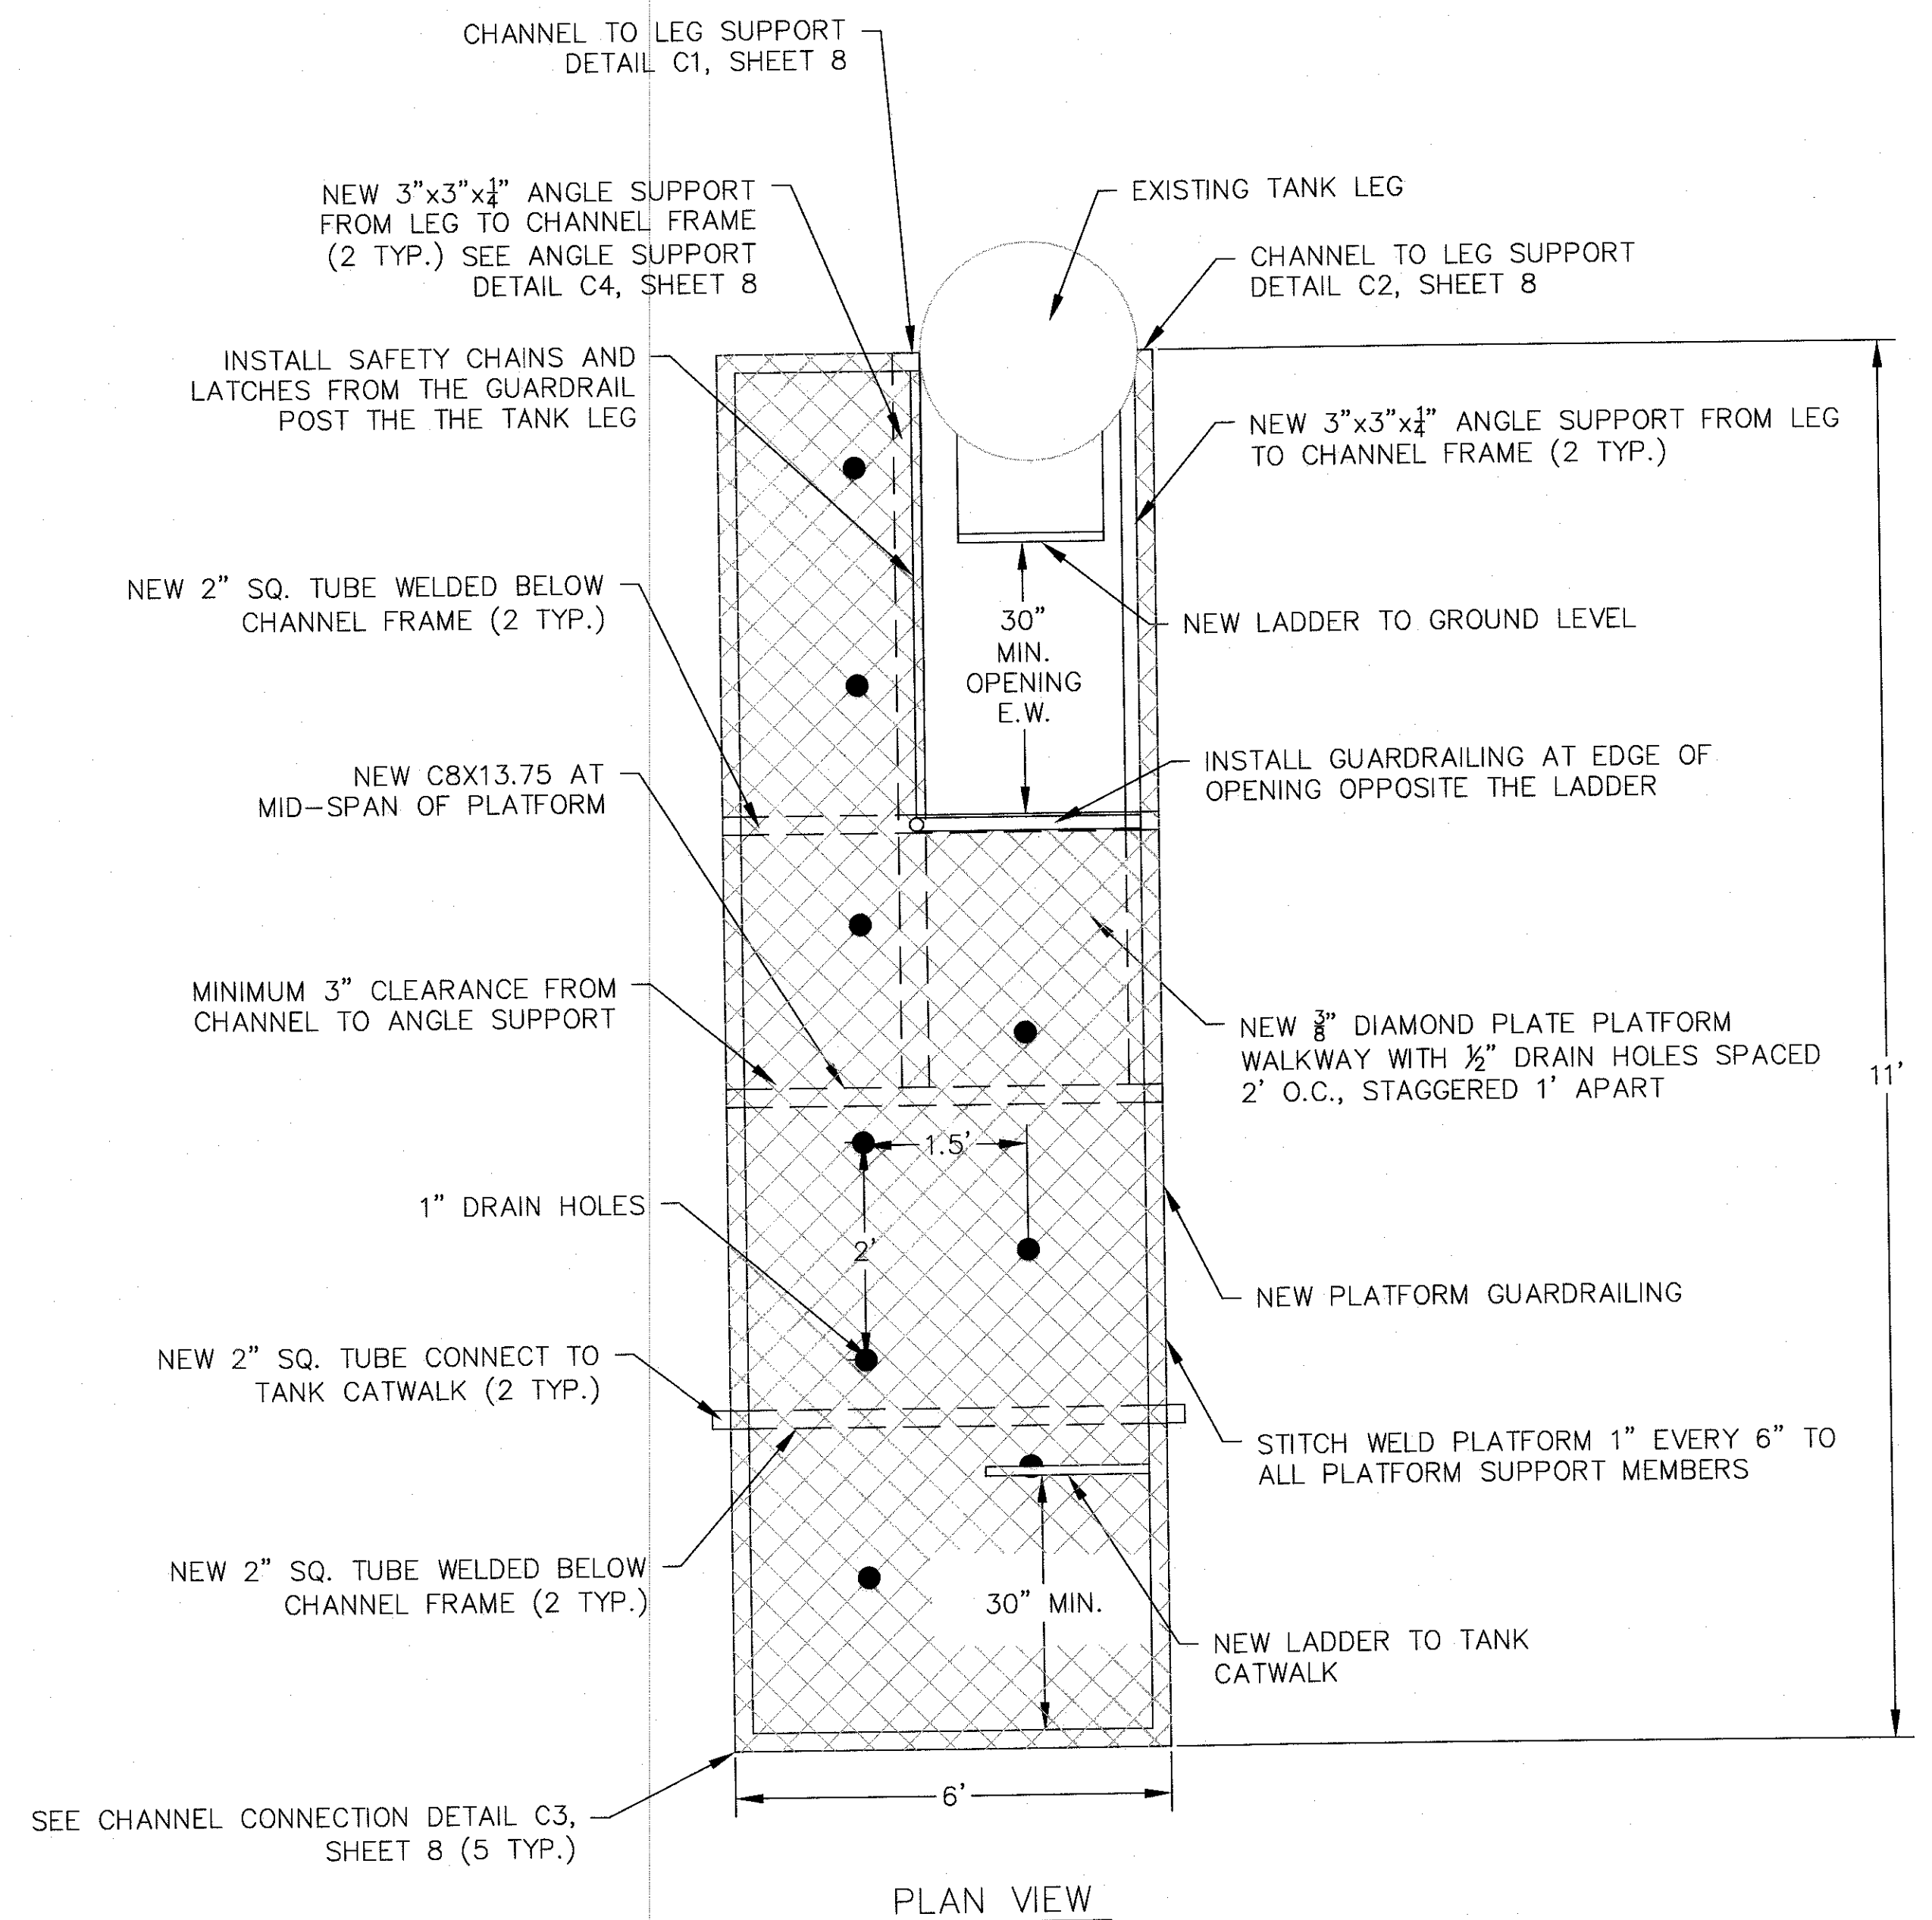 CHANNEL TO LEG SUPPORT
DETAIL C1, SHEET 8
NEW 3"x3"x¼" ANGLE SUPPORT
FROM LEG TO CHANNEL FRAME
(2 TYP.) SEE ANGLE SUPPORT
DETAIL C4, SHEET 8
EXISTING TANK LEG
CHANNEL TO LEG SUPPORT
DETAIL C2, SHEET 8
INSTALL SAFETY CHAINS AND
LATCHES FROM THE GUARDRAIL
POST THE THE TANK LEG
NEW 3"x3"x¼" ANGLE SUPPORT FROM LEG
TO CHANNEL FRAME (2 TYP.)
NEW 2" SQ. TUBE WELDED BELOW
CHANNEL FRAME (2 TYP.)
30"
MIN.
OPENING
E.W.
NEW LADDER TO GROUND LEVEL
NEW C8X13.75 AT
MID-SPAN OF PLATFORM
INSTALL GUARDRAILING AT EDGE OF
OPENING OPPOSITE THE LADDER
MINIMUM 3" CLEARANCE FROM
CHANNEL TO ANGLE SUPPORT
NEW ⅜" DIAMOND PLATE PLATFORM
WALKWAY WITH ½" DRAIN HOLES SPACED
2' O.C., STAGGERED 1' APART
11'
1.5'
1" DRAIN HOLES
2'
NEW PLATFORM GUARDRAILING
NEW 2" SQ. TUBE CONNECT TO
TANK CATWALK (2 TYP.)
STITCH WELD PLATFORM 1" EVERY 6" TO
ALL PLATFORM SUPPORT MEMBERS
NEW 2" SQ. TUBE WELDED BELOW
CHANNEL FRAME (2 TYP.)
30" MIN.
NEW LADDER TO TANK
CATWALK
6'
SEE CHANNEL CONNECTION DETAIL C3,
SHEET 8 (5 TYP.)
PLAN VIEW